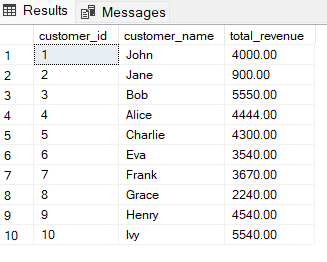 Results Messages
customer_id customer_name total_revenue
1 1 John 4000.00
2 2 Jane 900.00
3 3 Bob 5550.00
4 4 Alice 4444.00
5 5 Charlie 4300.00
6 6 Eva 3540.00
7 7 Frank 3670.00
8 8 Grace 2240.00
9 9 Henry 4540.00
10 10 Ivy 5540.00